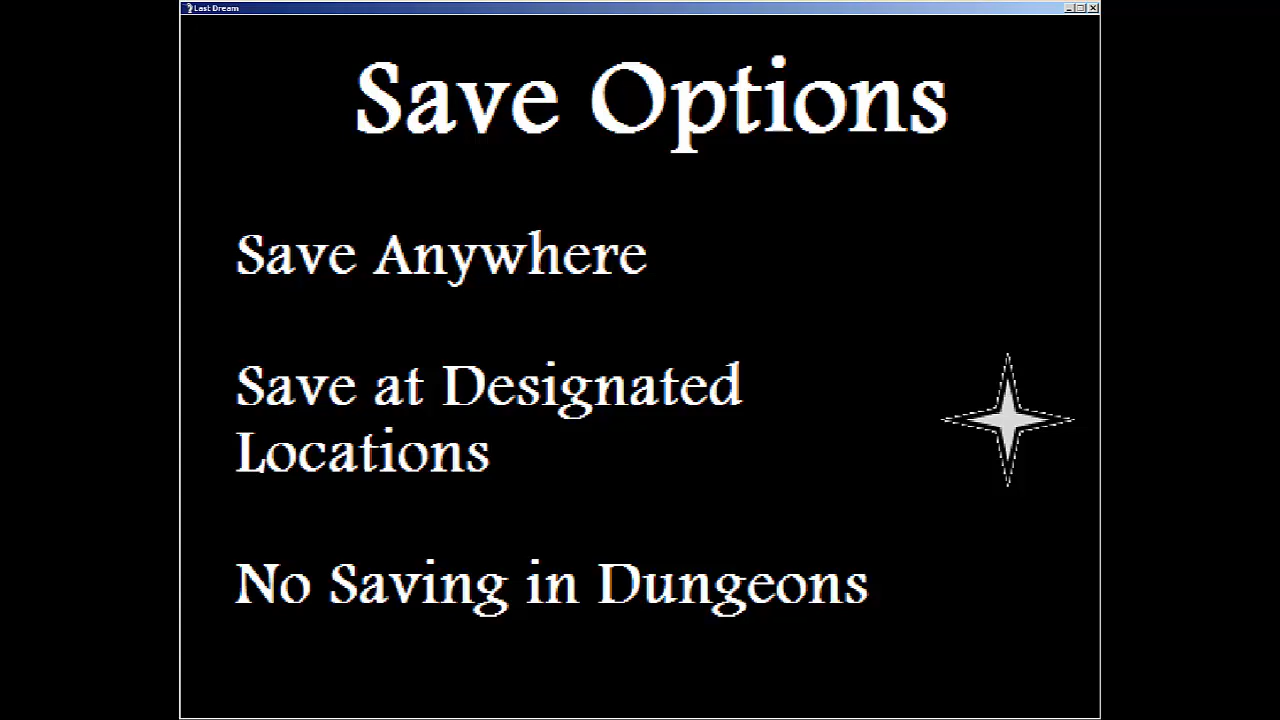 Last Dream
Save Options
Save Anywhere
Save at Designated
Locations
No Saving in Dungeons